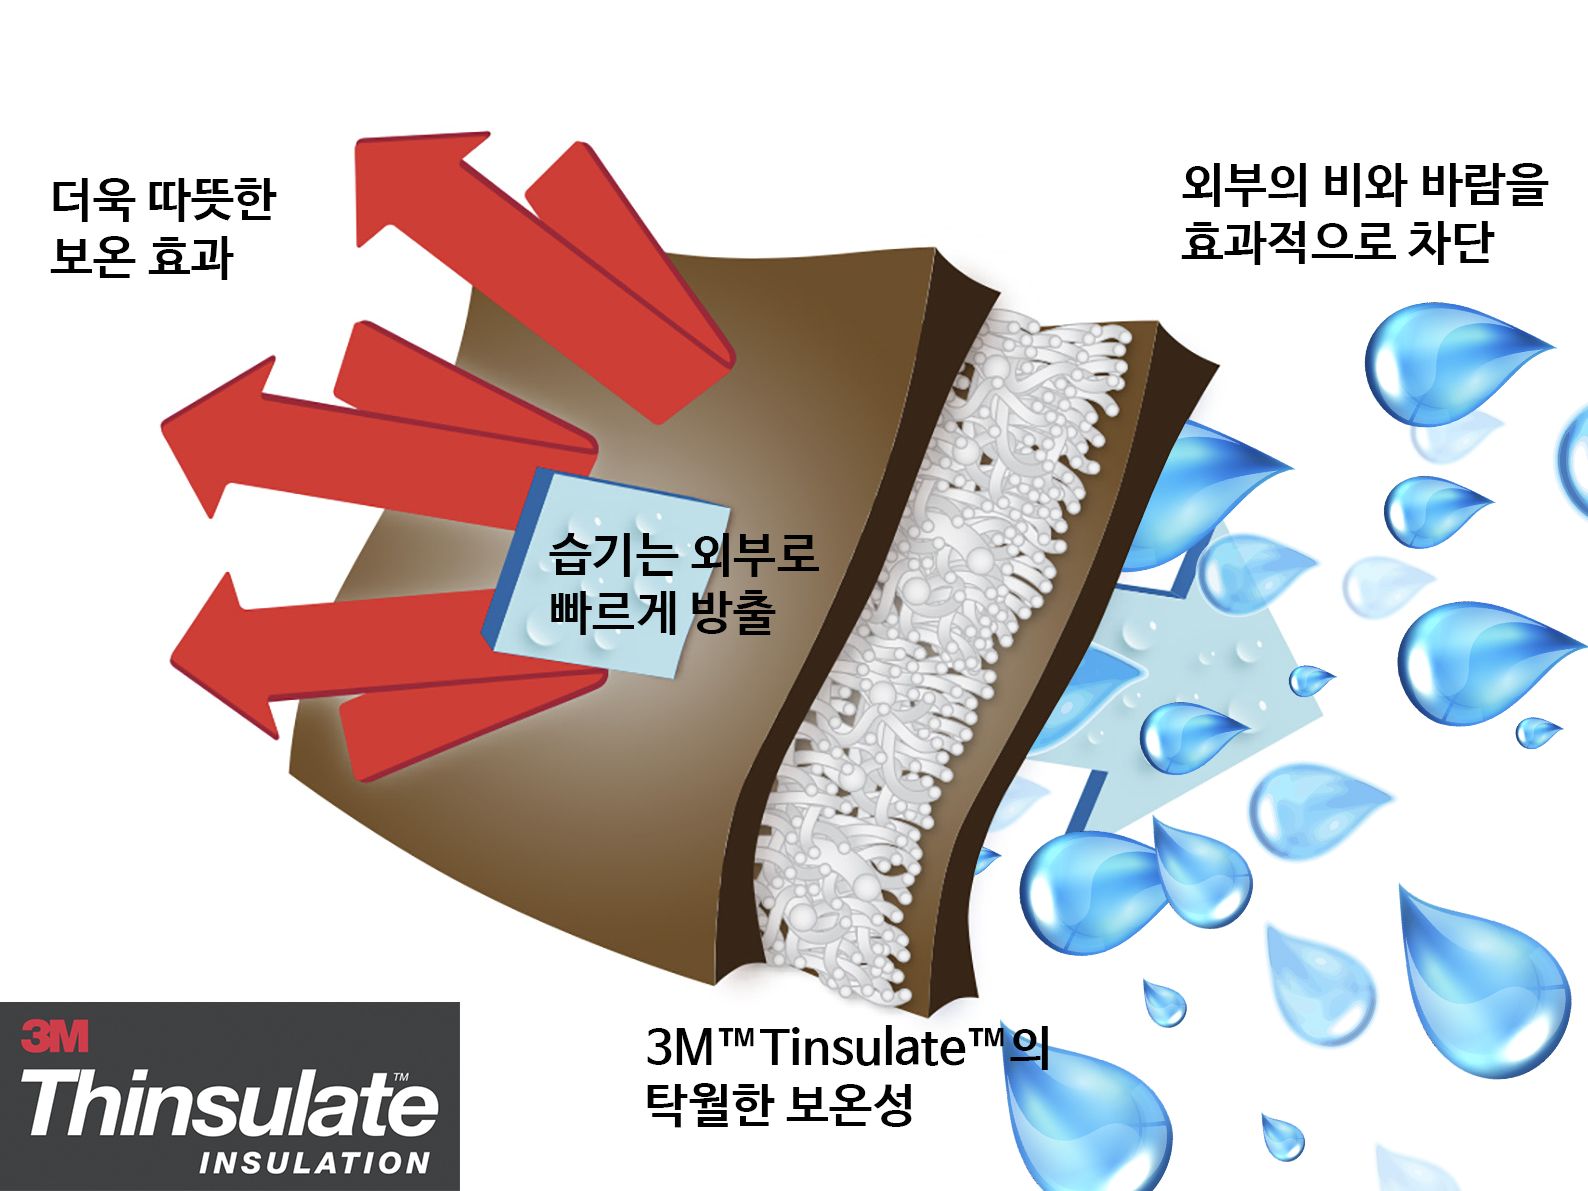 더욱 따뜻한
보온 효과
외부의 비와 바람을
효과적으로 차단
습기는 외부로
빠르게 방출
3M™Tinsulate™의
탁월한 보온성
3M
Thinsulate™
INSULATION